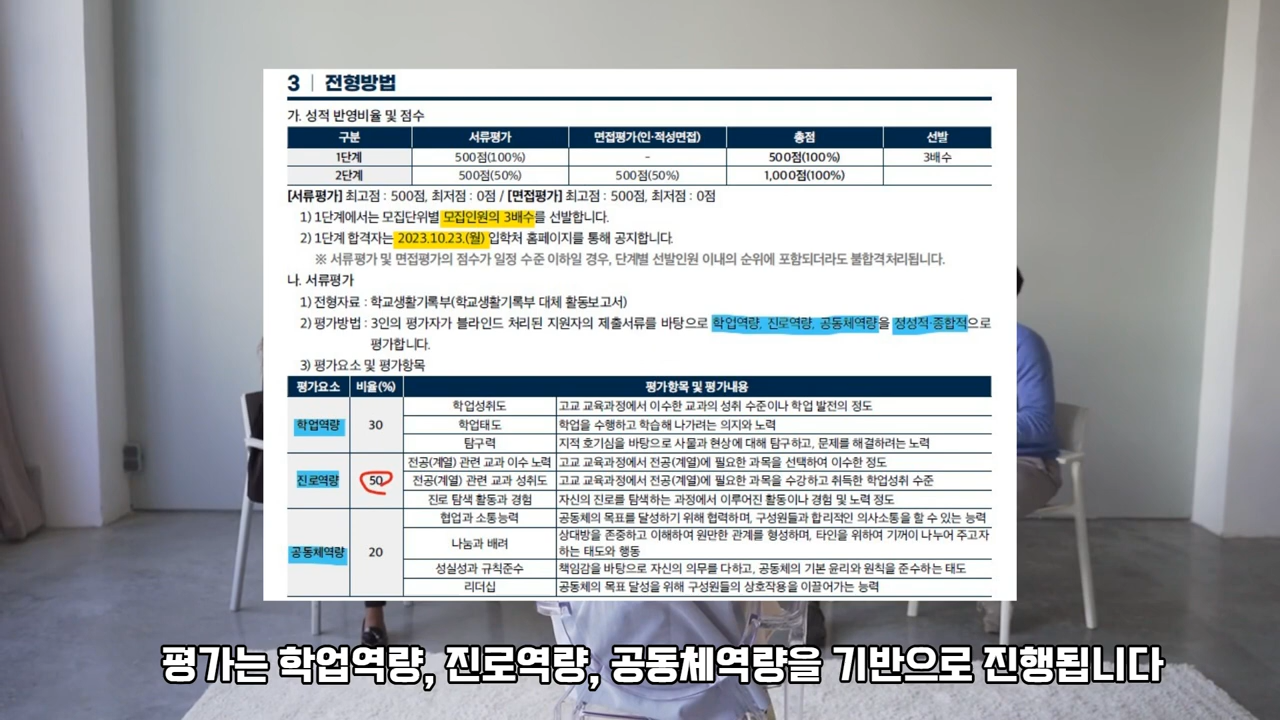 3 | 전형방법
가. 성적 반영비율 및 점수
구분 서류평가 면접평가(인·적성면접) 총점 선발
1단계 500점(100%) - 500점(100%) 3배수
2단계 500점(50%) 500점(50%) 1,000점(100%)
[서류평가] 최고점 : 500점, 최저점 : 0점 / [면접평가] 최고점 : 500점, 최저점 : 0점
1) 1단계에서는 모집단위별 모집인원의 3배수를 선발합니다.
2) 1단계 합격자는 2023.10.23.(월) 입학처 홈페이지를 통해 공지합니다.
※ 서류평가 및 면접평가의 점수가 일정 수준 이하일 경우, 단계별 선발인원 이내의 순위에 포함되더라도 불합격처리됩니다.
나. 서류평가
1) 전형자료 : 학교생활기록부(학교생활기록부 대체 활동보고서)
2) 평가방법 : 3인의 평가자가 블라인드 처리된 지원자의 제출서류를 바탕으로 학업역량, 진로역량, 공동체역량을 정성적·종합적으로
평가합니다.
3) 평가요소 및 평가항목
평가요소 비율(%) 평가항목 및 평가내용
학업역량 30 학업성취도 고교 교육과정에서 이수한 교과의 성취 수준이나 학업 발전의 정도
학업태도 학업을 수행하고 학습해 나가려는 의지와 노력
탐구력 지적 호기심을 바탕으로 사물과 현상에 대해 탐구하고, 문제를 해결하려는 노력
진로역량 50 전공(계열) 관련 교과 이수 노력 고교 교육과정에서 전공(계열)에 필요한 과목을 선택하여 이수한 정도
전공(계열) 관련 교과 성취도 고교 교육과정에서 전공(계열)에 필요한 과목을 수강하고 취득한 학업성취 수준
진로 탐색 활동과 경험 자신의 진로를 탐색하는 과정에서 이루어진 활동이나 경험 및 노력 정도
공동체역량 20 협업과 소통능력 공동체의 목표를 달성하기 위해 협력하며, 구성원들과 합리적인 의사소통을 할 수 있는 능력
나눔과 배려 상대방을 존중하고 이해하여 원만한 관계를 형성하며, 타인을 위하여 기꺼이 나누어 주고자
하는 태도와 행동
성실성과 규칙준수 책임감을 바탕으로 자신의 의무를 다하고, 공동체의 기본 윤리와 원칙을 준수하는 태도
리더십 공동체의 목표 달성을 위해 구성원들의 상호작용을 이끌어가는 능력
평가는 학업역량, 진로역량, 공동체역량을 기반으로 진행됩니다